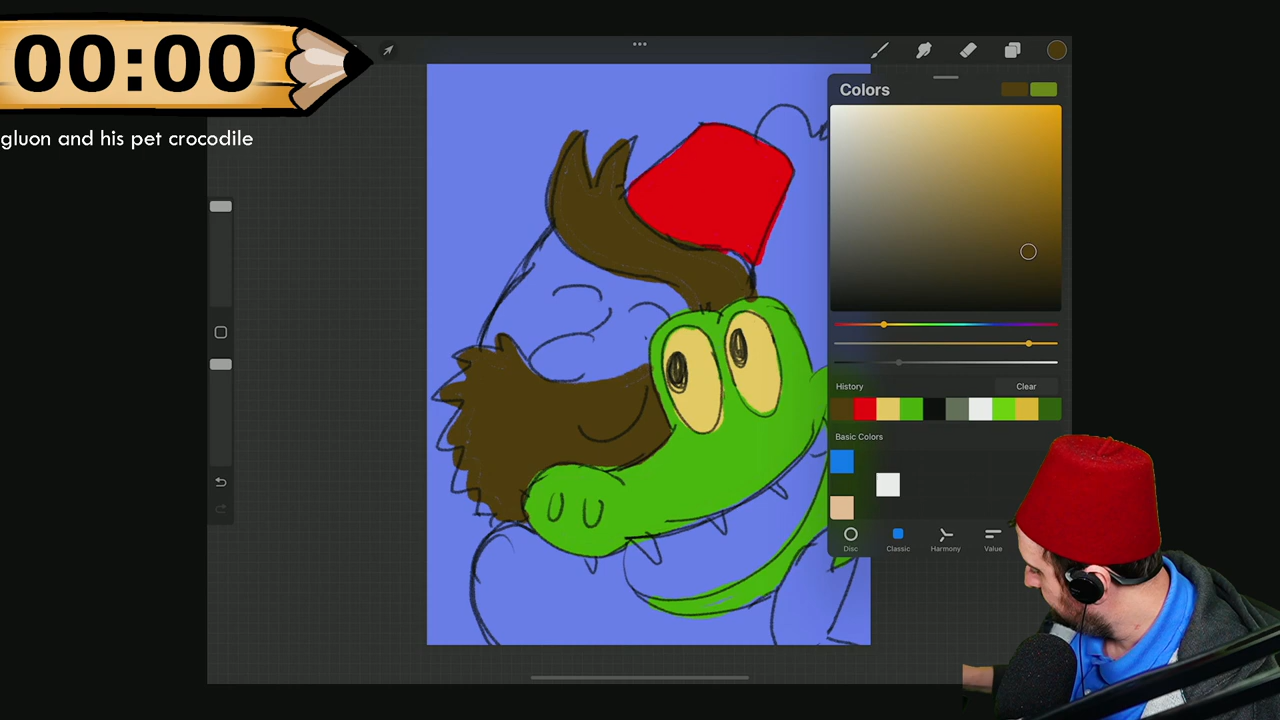 00:00
gluon and his pet crocodile
Colors
History
Clear
Basic Colors
Disc
Classic
Harmony
Value